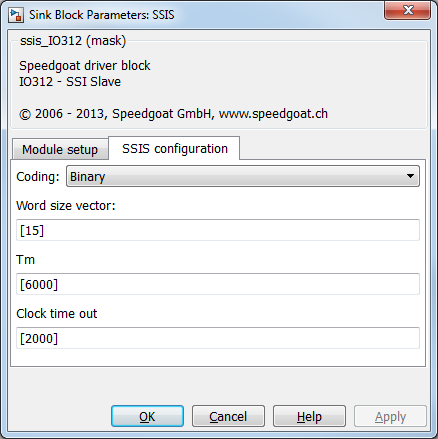 Sink Block Parameters: SSIS
ssis_IO312 (mask)
Speedgoat driver block
IO312 - SSI Slave
© 2006 - 2013, Speedgoat GmbH, www.speedgoat.ch
Module setup SSIS configuration
Coding: Binary
Word size vector:
[15]
Tm
[6000]
Clock time out
[2000]
OK Cancel Help Apply